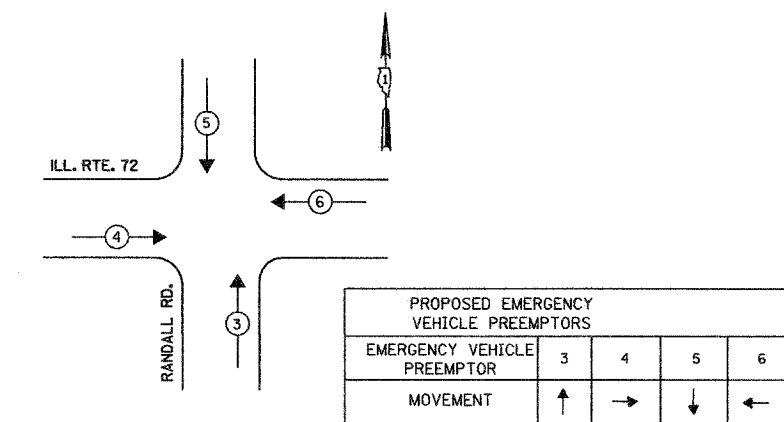 1
5
ILL. RTE. 72
6
4
3
RANDALL RD.
PROPOSED EMERGENCY
VEHICLE PREEMPTORS
EMERGENCY VEHICLE
PREEMPTOR
3 4 5 6
MOVEMENT ↑ → ↓ ←